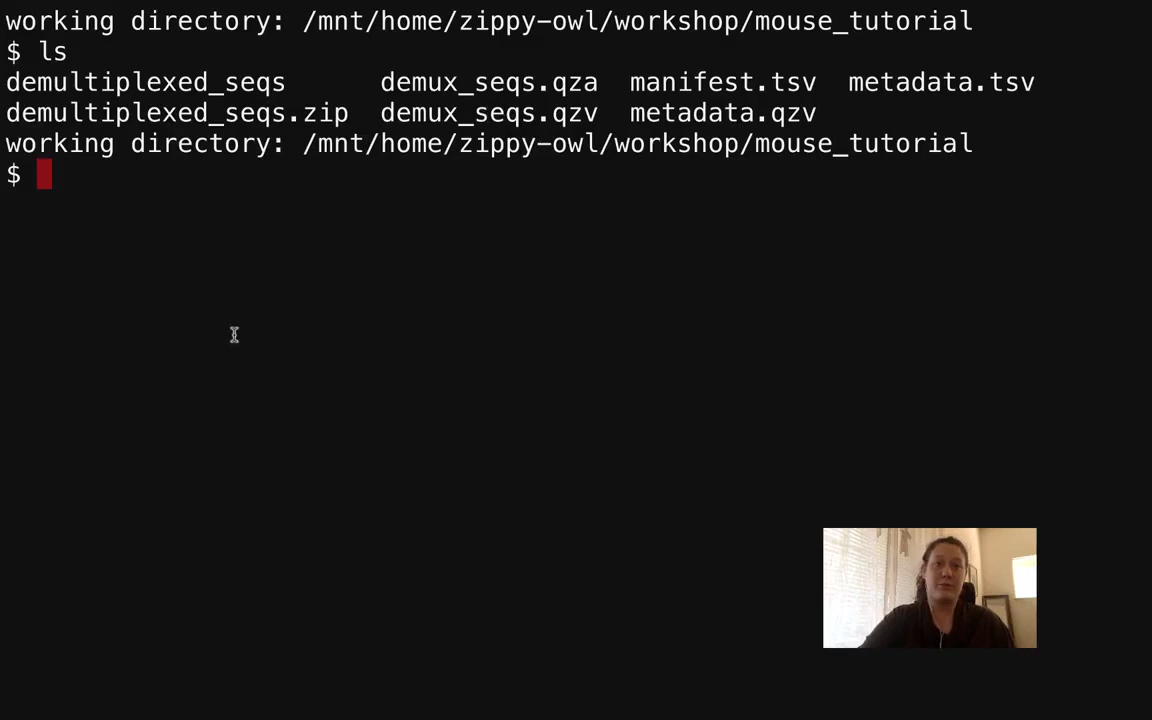 working directory: /mnt/home/zippy-owl/workshop/mouse_tutorial
$ ls
demultiplexed_seqs demux_seqs.qza manifest.tsv metadata.tsv
demultiplexed_seqs.zip demux_seqs.qzv metadata.qzv
working directory: /mnt/home/zippy-owl/workshop/mouse_tutorial
$